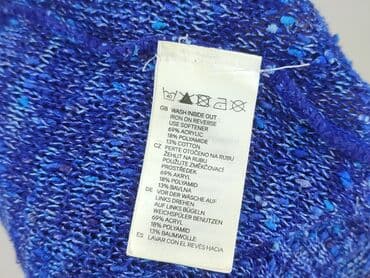 GB WASH INSIDE OUT
IRON ON REVERSE
USE SOFTENER
69% ACRYLIC
18% POLYAMIDE
13% COTTON
CZ PERTE OTOČENO NA RUBU
ŽEHLIT NA RUBU
POUŽIJTE ZMĚKČOVACÍ
PROSTŘEDEK
69% AKRYL
18% POLYAMID
13% BAVLNA
DE VOR DER WÄSCHE AUF
LINKS DREHEN
AUF LINKS BÜGELN
WEICHSPÜLER BENUTZEN
69% ACRYL
18% POLYAMID
13% BAUMWOLLE
ES LAVAR CON EL REVÉS HACIA